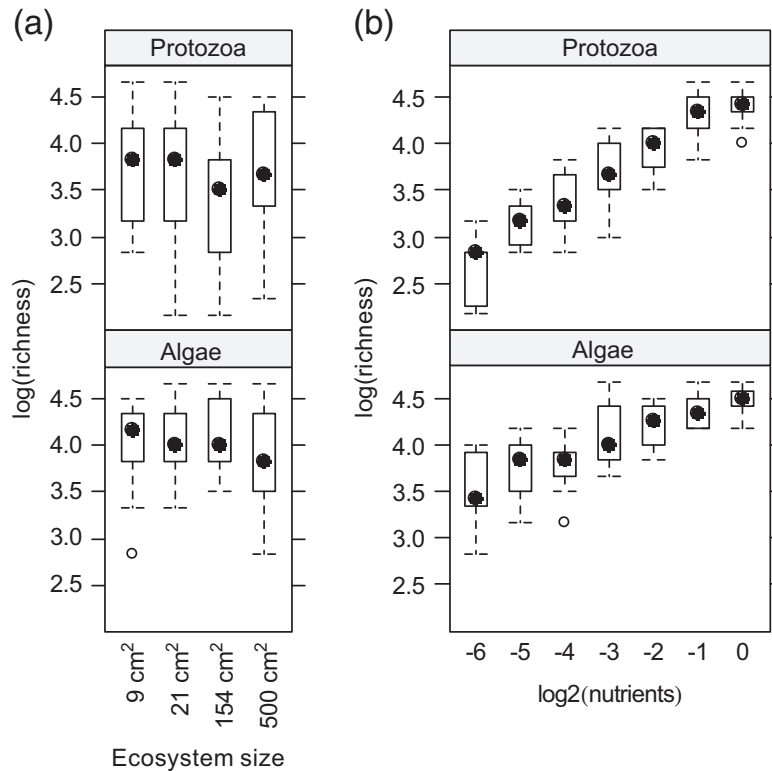 (a)
Protozoa
4.5
4.0
3.5
3.0
2.5
Algae
4.5
4.0
3.5
3.0
2.5
log(richness)
9 cm²
21 cm²
154 cm²
500 cm²
Ecosystem size
(b)
Protozoa
4.5
4.0
3.5
3.0
2.5
Algae
4.5
4.0
3.5
3.0
2.5
log(richness)
-6 -5 -4 -3 -2 -1 0
log2(nutrients)